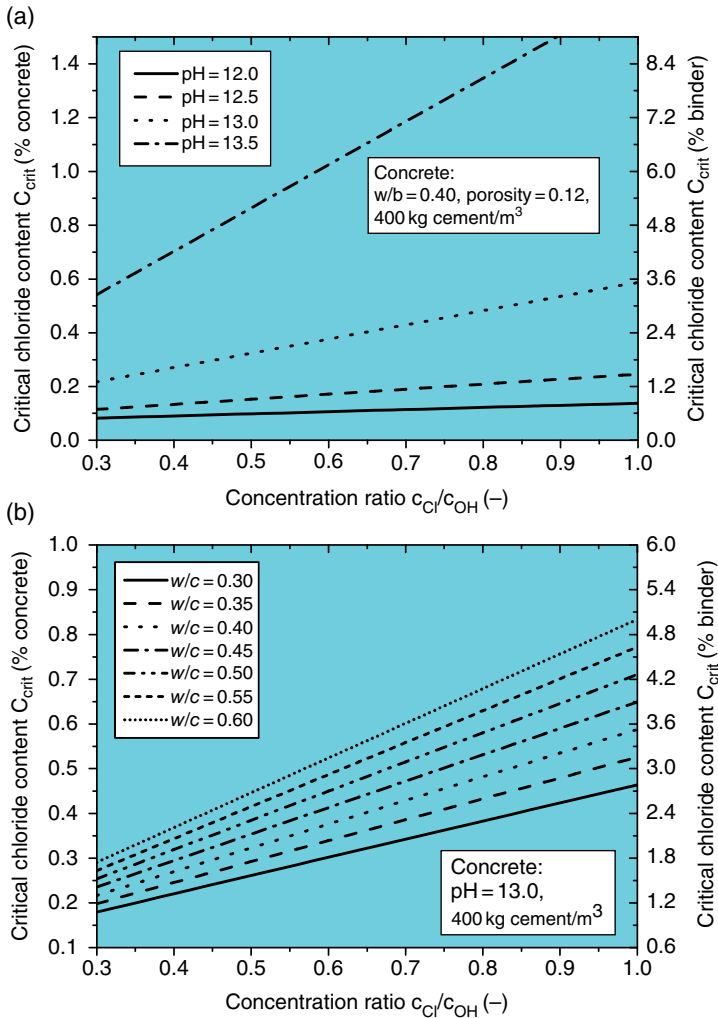 (a)
Critical chloride content C_crit (% concrete)
1.4
1.2
1.0
0.8
0.6
0.4
0.2
0.0
pH = 12.0
pH = 12.5
pH = 13.0
pH = 13.5
Concrete:
w/b = 0.40, porosity = 0.12,
400 kg cement/m³
8.4
7.2
6.0
4.8
3.6
2.4
1.2
0.0
Critical chloride content C_crit (% binder)
0.3 0.4 0.5 0.6 0.7 0.8 0.9 1.0
Concentration ratio c_Cl/c_OH (–)
(b)
Critical chloride content C_crit (% concrete)
1.0
0.9
0.8
0.7
0.6
0.5
0.4
0.3
0.2
0.1
w/c = 0.30
w/c = 0.35
w/c = 0.40
w/c = 0.45
w/c = 0.50
w/c = 0.55
w/c = 0.60
Concrete:
pH = 13.0,
400 kg cement/m³
6.0
5.4
4.8
4.2
3.6
3.0
2.4
1.8
1.2
0.6
Critical chloride content C_crit (% binder)
0.3 0.4 0.5 0.6 0.7 0.8 0.9 1.0
Concentration ratio c_Cl/c_OH (–)